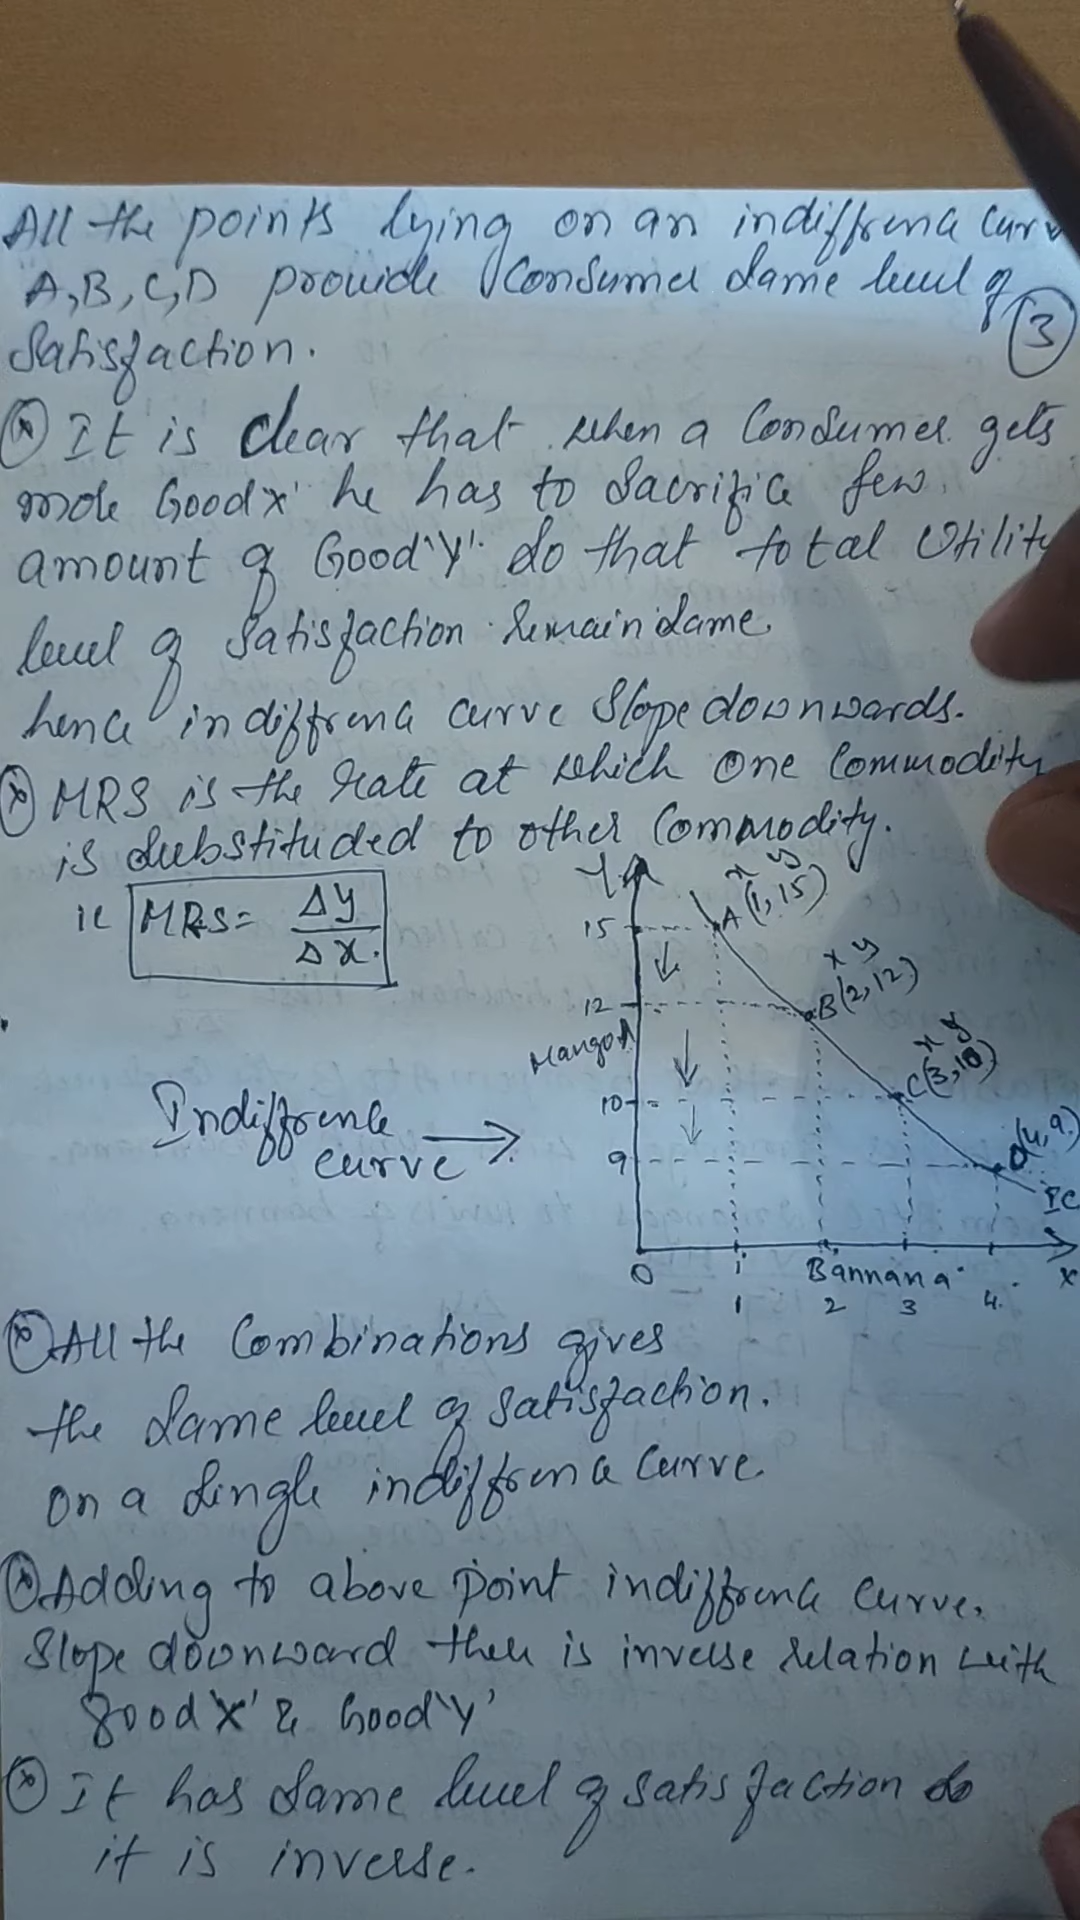 All the points lying on an indiffrence curv
A,B,C,D provide Consumer same level of
Satisfaction.
3
It is clear that when a Consumer gets
more Good 'X' he has to Sacrifice few
amount of Good 'Y'. So that total Utility
level of Satisfaction Remain same.
hence indiffrence curve Slope downwards.
MRS is the rate at which one Commodity
is substituded to other Commodity.
ie MRS = Δy
Δx.
Y
x y
A (1,15)
15
x y
B(2,12)
12
Mango
x y
C(3,10)
10
D(4,9)
9
IC
Indiffrence
curve
0
Bannana
x
1
2
3
4.
All the Combinations gives
the same level of satisfaction.
on a single indiffrence Curve.
Adding to above point indiffrence Curve.
Slope downward there is inverse relation with
good 'X' & Good 'Y'
It has same level of satisfaction so
it is inverse.